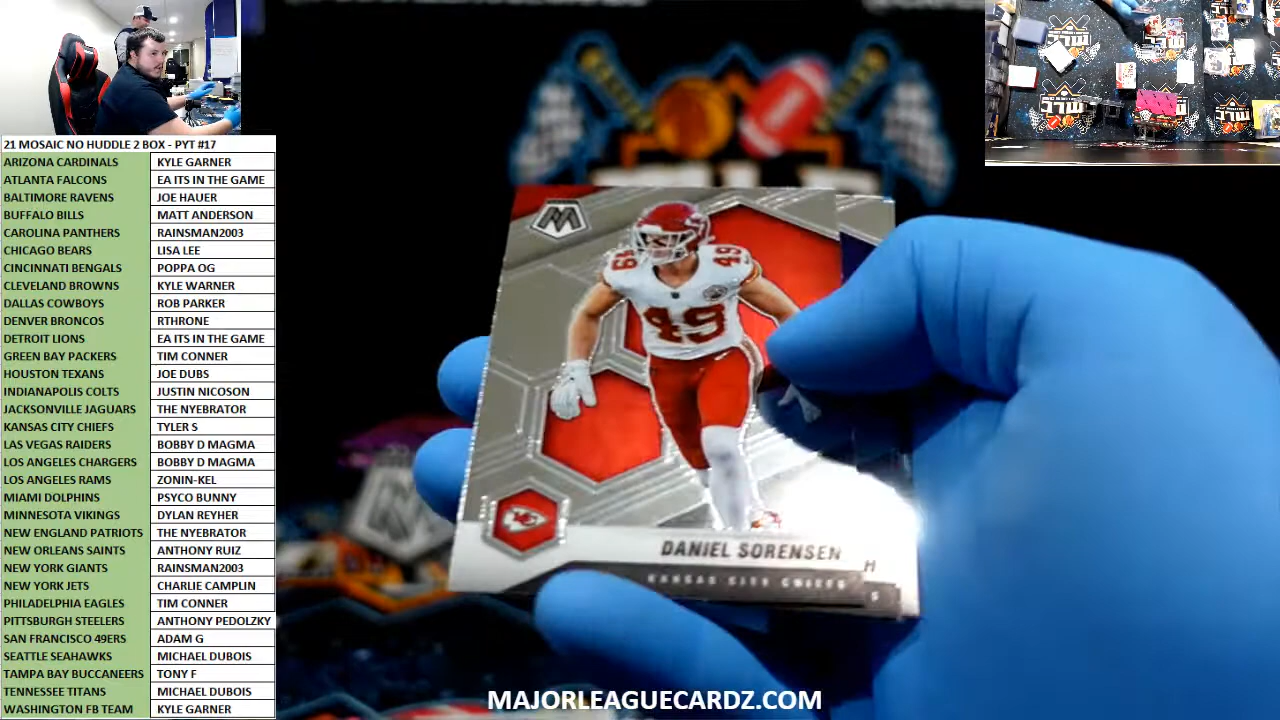 21 MOSAIC NO HUDDLE 2 BOX - PYT #17
ARIZONA CARDINALS KYLE GARNER
ATLANTA FALCONS EA ITS IN THE GAME
BALTIMORE RAVENS JOE HAUER
BUFFALO BILLS MATT ANDERSON
CAROLINA PANTHERS RAINSMAN2003
CHICAGO BEARS LISA LEE
CINCINNATI BENGALS POPPA OG
CLEVELAND BROWNS KYLE WARNER
DALLAS COWBOYS ROB PARKER
DENVER BRONCOS RTHRONE
DETROIT LIONS EA ITS IN THE GAME
GREEN BAY PACKERS TIM CONNER
HOUSTON TEXANS JOE DUBS
INDIANAPOLIS COLTS JUSTIN NICOSON
JACKSONVILLE JAGUARS THE NYEBRATOR
KANSAS CITY CHIEFS TYLER S
LAS VEGAS RAIDERS BOBBY D MAGMA
LOS ANGELES CHARGERS BOBBY D MAGMA
LOS ANGELES RAMS ZONIN-KEL
MIAMI DOLPHINS PSYCO BUNNY
MINNESOTA VIKINGS DYLAN REYHER
NEW ENGLAND PATRIOTS THE NYEBRATOR
NEW ORLEANS SAINTS ANTHONY RUIZ
NEW YORK GIANTS RAINSMAN2003
NEW YORK JETS CHARLIE CAMPLIN
PHILADELPHIA EAGLES TIM CONNER
PITTSBURGH STEELERS ANTHONY PEDOLZKY
SAN FRANCISCO 49ERS ADAM G
SEATTLE SEAHAWKS MICHAEL DUBOIS
TAMPA BAY BUCCANEERS TONY F
TENNESSEE TITANS MICHAEL DUBOIS
WASHINGTON FB TEAM KYLE GARNER
M
49 49
49
KC
DANIEL SORENSEN
KANSAS CITY CHIEFS
H
S
MAJORLEAGUECARDZ.COM